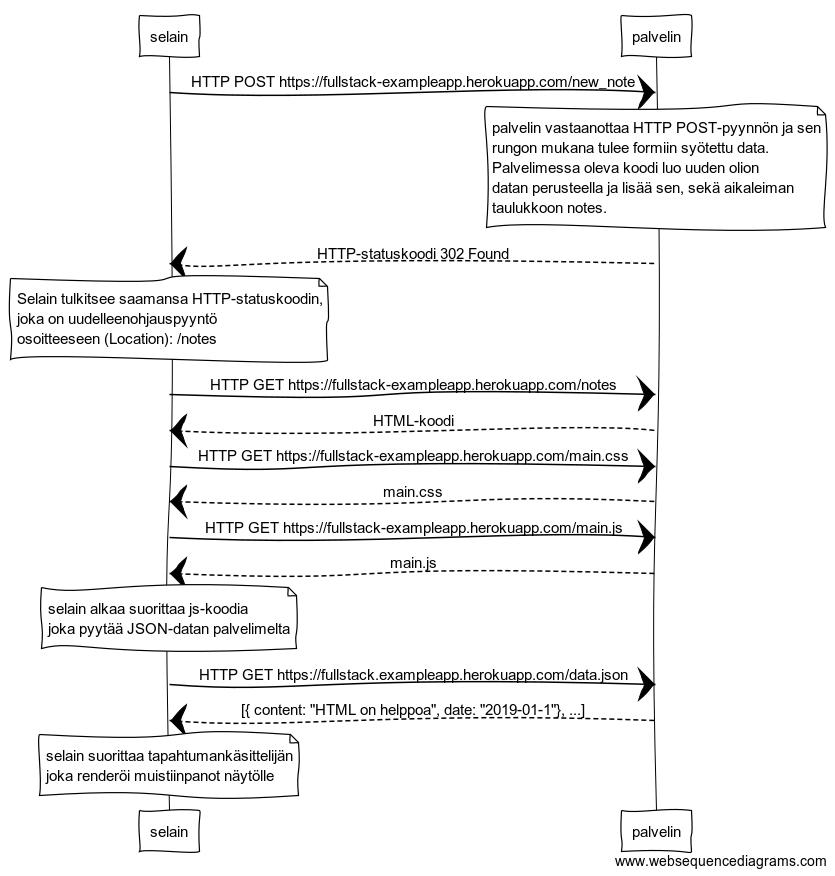 selain
palvelin
HTTP POST https://fullstack-exampleapp.herokuapp.com/new_note
palvelin vastaanottaa HTTP POST-pyynnön ja sen
rungon mukana tulee formiin syötettu data.
Palvelimessa oleva koodi luo uuden olion
datan perusteella ja lisää sen, sekä aikaleiman
taulukkoon notes.
HTTP-statuskoodi 302 Found
Selain tulkitsee saamansa HTTP-statuskoodin,
joka on uudelleenohjauspyyntö
osoitteeseen (Location): /notes
HTTP GET https://fullstack-exampleapp.herokuapp.com/notes
HTML-koodi
HTTP GET https://fullstack-exampleapp.herokuapp.com/main.css
main.css
HTTP GET https://fullstack-exampleapp.herokuapp.com/main.js
main.js
selain alkaa suorittaa js-koodia
joka pyytää JSON-datan palvelimelta
HTTP GET https://fullstack.exampleapp.herokuapp.com/data.json
[{ content: "HTML on helppoa", date: "2019-01-1"}, ...]
selain suorittaa tapahtumankäsittelijän
joka renderöi muistiinpanot näytölle
selain
palvelin
www.websequencediagrams.com